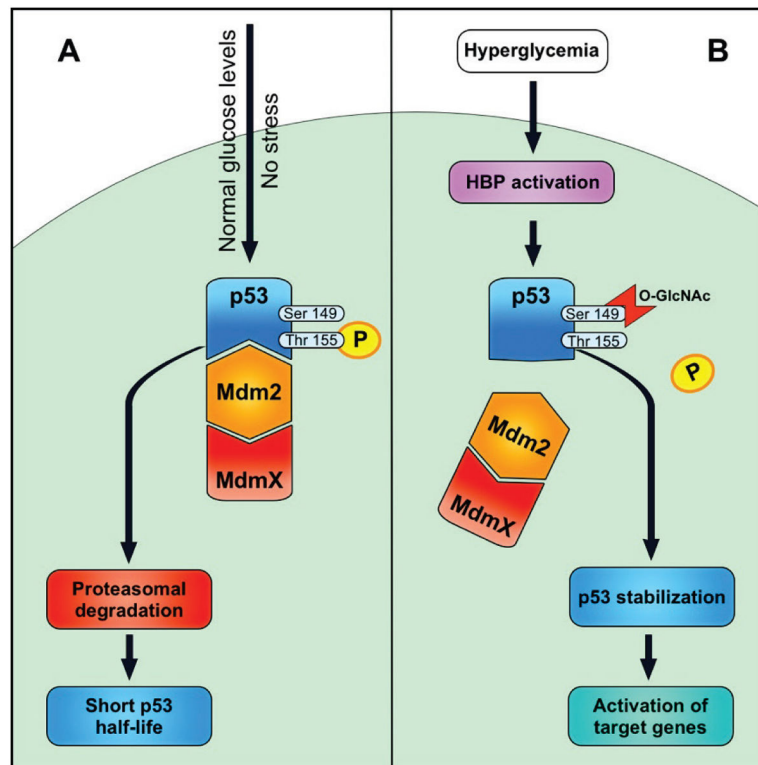 A
Normal glucose levels
No stress
p53
Ser 149
Thr 155
P
Mdm2
MdmX
Proteasomal
degradation
Short p53
half-life
B
Hyperglycemia
HBP activation
p53
O-GlcNAc
Ser 149
Thr 155
P
Mdm2
MdmX
p53 stabilization
Activation of
target genes